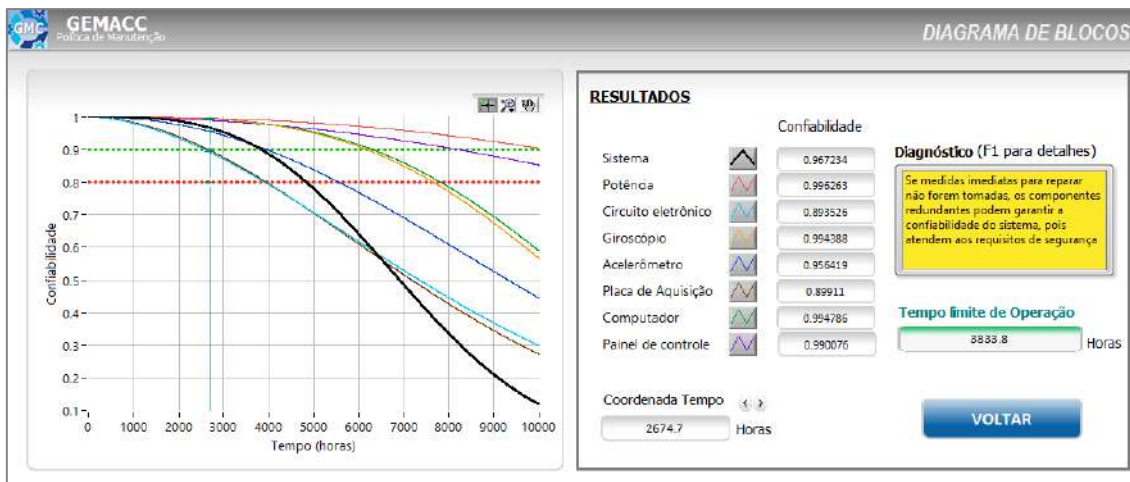 GMC
GEMACC
Política de Manutenção
DIAGRAMA DE BLOCOS
Confiabilidade
1
0.9
0.8
0.7
0.6
0.5
0.4
0.3
0.2
0.1
0
1000
2000
3000
4000
5000
6000
7000
8000
9000
10000
Tempo (horas)
RESULTADOS
Confiabilidade
Sistema 0.967234
Potência 0.996263
Circuito eletrônico 0.893526
Giroscópio 0.994388
Acelerômetro 0.956419
Placa de Aquisição 0.89911
Computador 0.994786
Painel de controle 0.990076
Coordenada Tempo
2674.7 Horas
Diagnóstico (F1 para detalhes)
Se medidas imediatas para reparar
não forem tomadas, os componentes
redundantes podem garantir a
confiabilidade do sistema, pois
atendem aos requisitos de segurança
Tempo limite de Operação
3833.8 Horas
VOLTAR